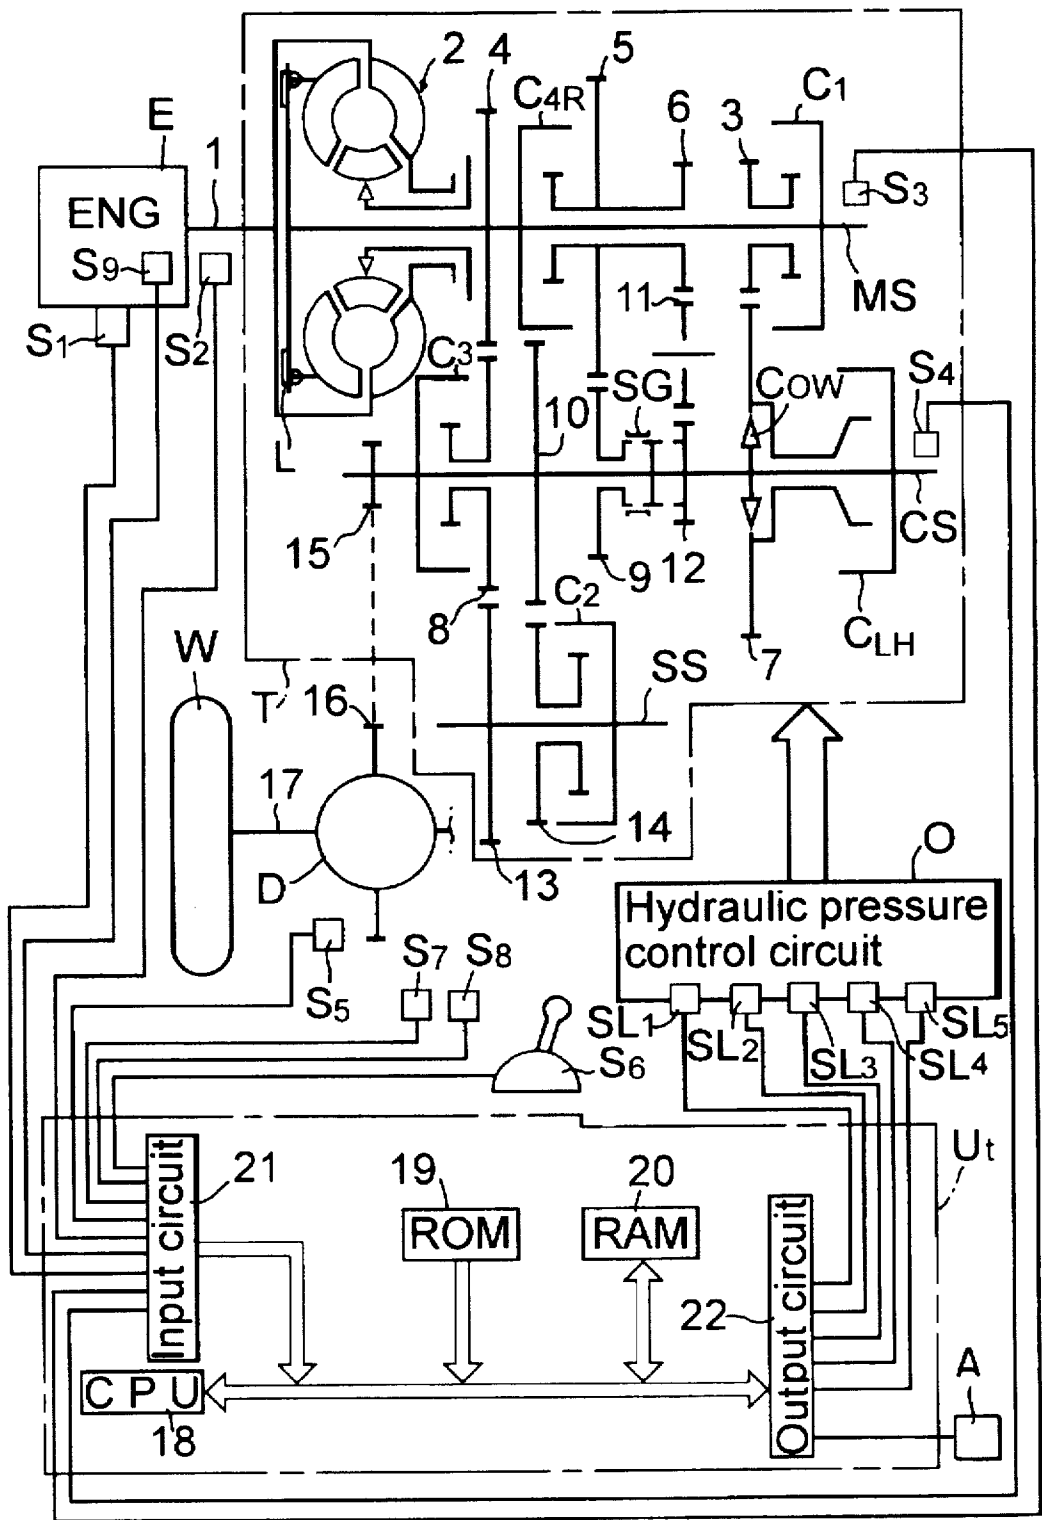 2
4
5
C4R
6
3
C1
E
1
S3
ENG
S9
S1
S2
11
MS
C3
SG
COW
S4
10
L
15
9
12
CS
8
C2
7
CLH
W
T
16
SS
17
D
13
14
O
Hydraulic pressure
control circuit
S5
S7
S8
S6
SL1
SL2
SL3
SL4
SL5
21
Input circuit
19
ROM
20
RAM
Ut
22
Output circuit
CPU
18
A